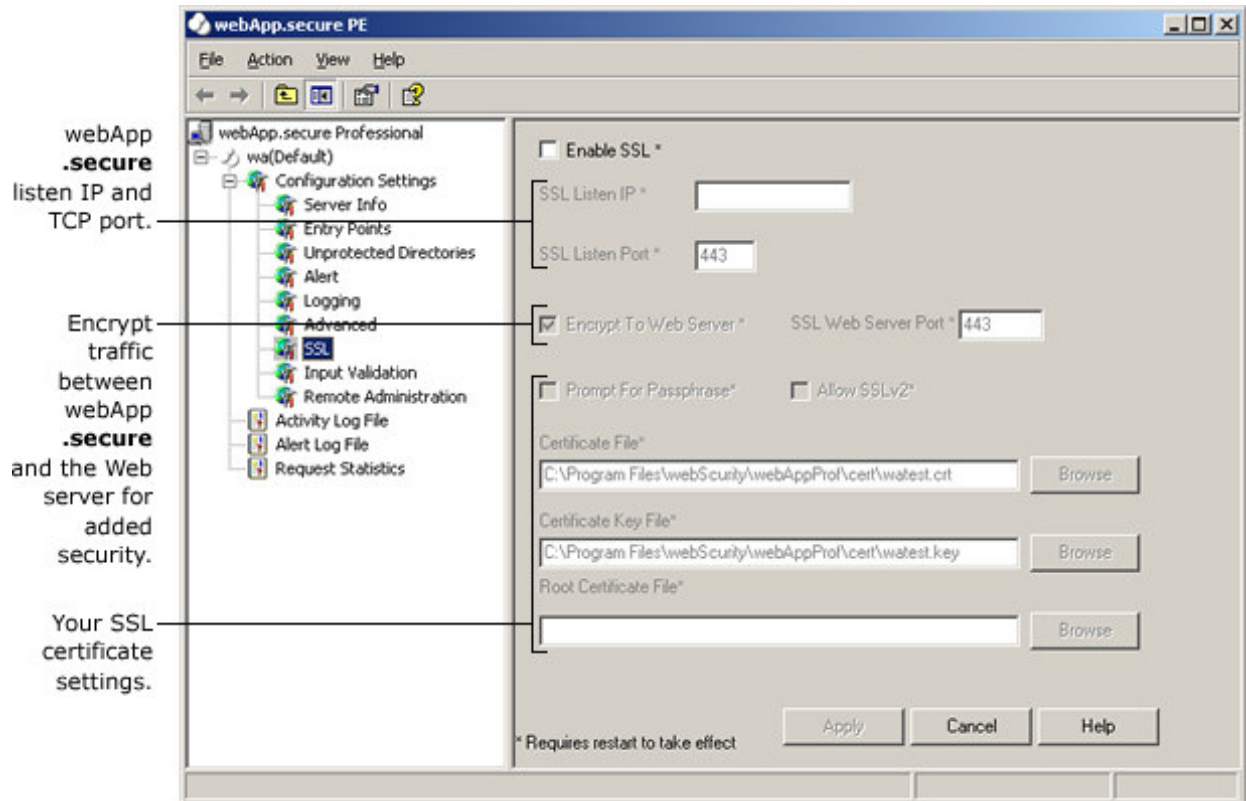 webApp.secure PE
File Action View Help
webApp
.secure
listen IP and
TCP port.
Encrypt
traffic
between
webApp
.secure
and the Web
server for
added
security.
Your SSL
certificate
settings.
webApp.secure Professional
wa(Default)
Configuration Settings
Server Info
Entry Points
Unprotected Directories
Alert
Logging
Advanced
SSL
Input Validation
Remote Administration
Activity Log File
Alert Log File
Request Statistics
Enable SSL *
SSL Listen IP *
SSL Listen Port * 443
Encrypt To Web Server * SSL Web Server Port * 443
Prompt For Passphrase* Allow SSLv2*
Certificate File*
C:\Program Files\webScurity\webAppProf\cert\watest.crt Browse
Certificate Key File*
C:\Program Files\webScurity\webAppProf\cert\watest.key Browse
Root Certificate File*
Browse
Apply Cancel Help
* Requires restart to take effect